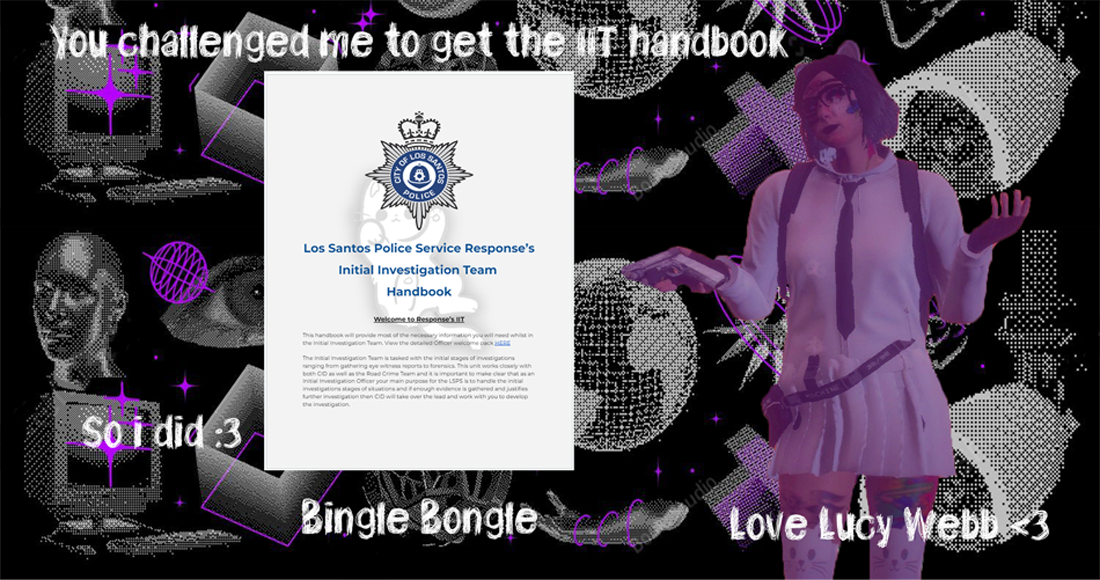 You challenged me to get the IIT handbook
CITY OF LOS SANTOS
POLICE
Los Santos Police Service Response's
Initial Investigation Team
Handbook
Welcome to Response's IIT
This handbook will provide most of the necessary information you will need whilst in
the Initial Investigation Team. View the detailed Officer welcome pack HERE
The Initial Investigation Team is tasked with the initial stages of investigations
ranging from gathering eye witness reports to forensics. This unit works closely with
both CID as well as the Road Crime Team and it is important to make clear that as an
Initial Investigation Officer your main purpose for the LSPS is to handle the initial
investigations stages of situations and if enough evidence is gathered and justifies
further investigation then CID will take over the lead and work with you to develop
the investigation.
So i did :3
Bingle Bongle
Love Lucy Webb <3